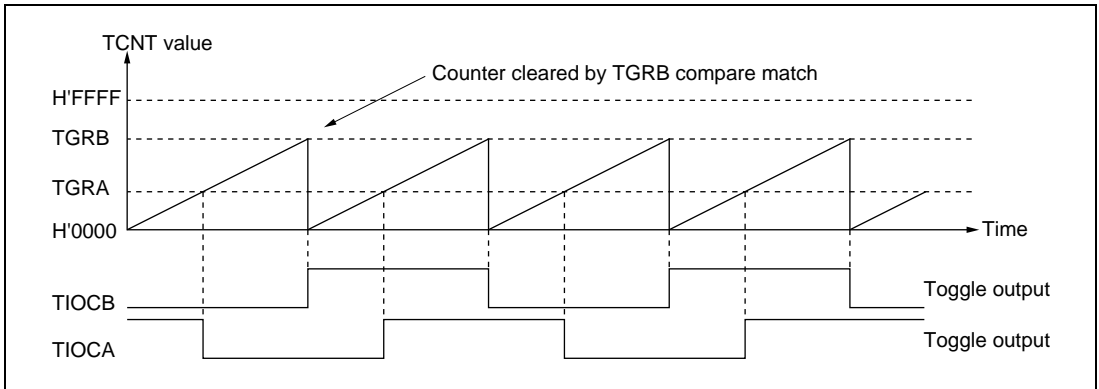 TCNT value
Counter cleared by TGRB compare match
H'FFFF
TGRB
TGRA
H'0000
Time
TIOCB
Toggle output
TIOCA
Toggle output